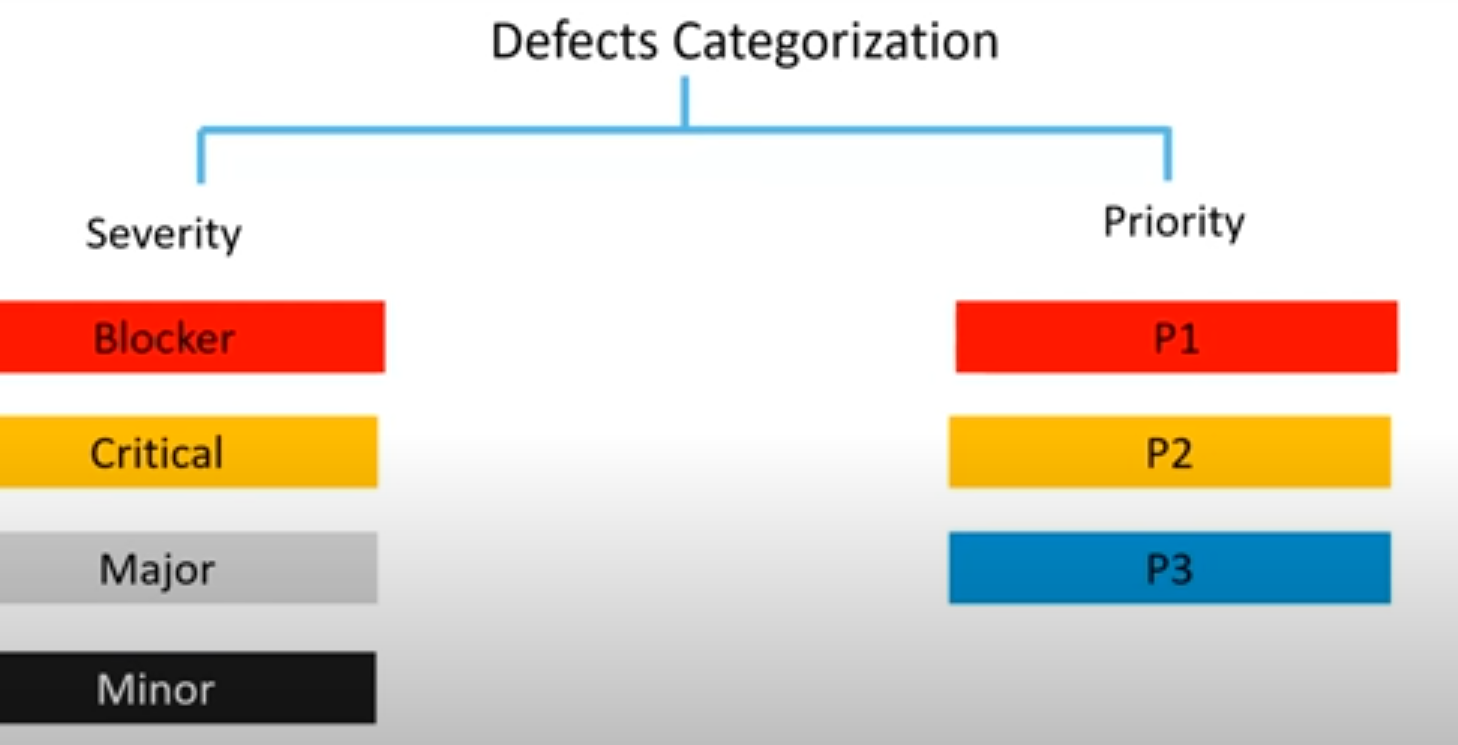 Defects Categorization
Severity
Priority
Blocker
P1
Critical
P2
Major
P3
Minor